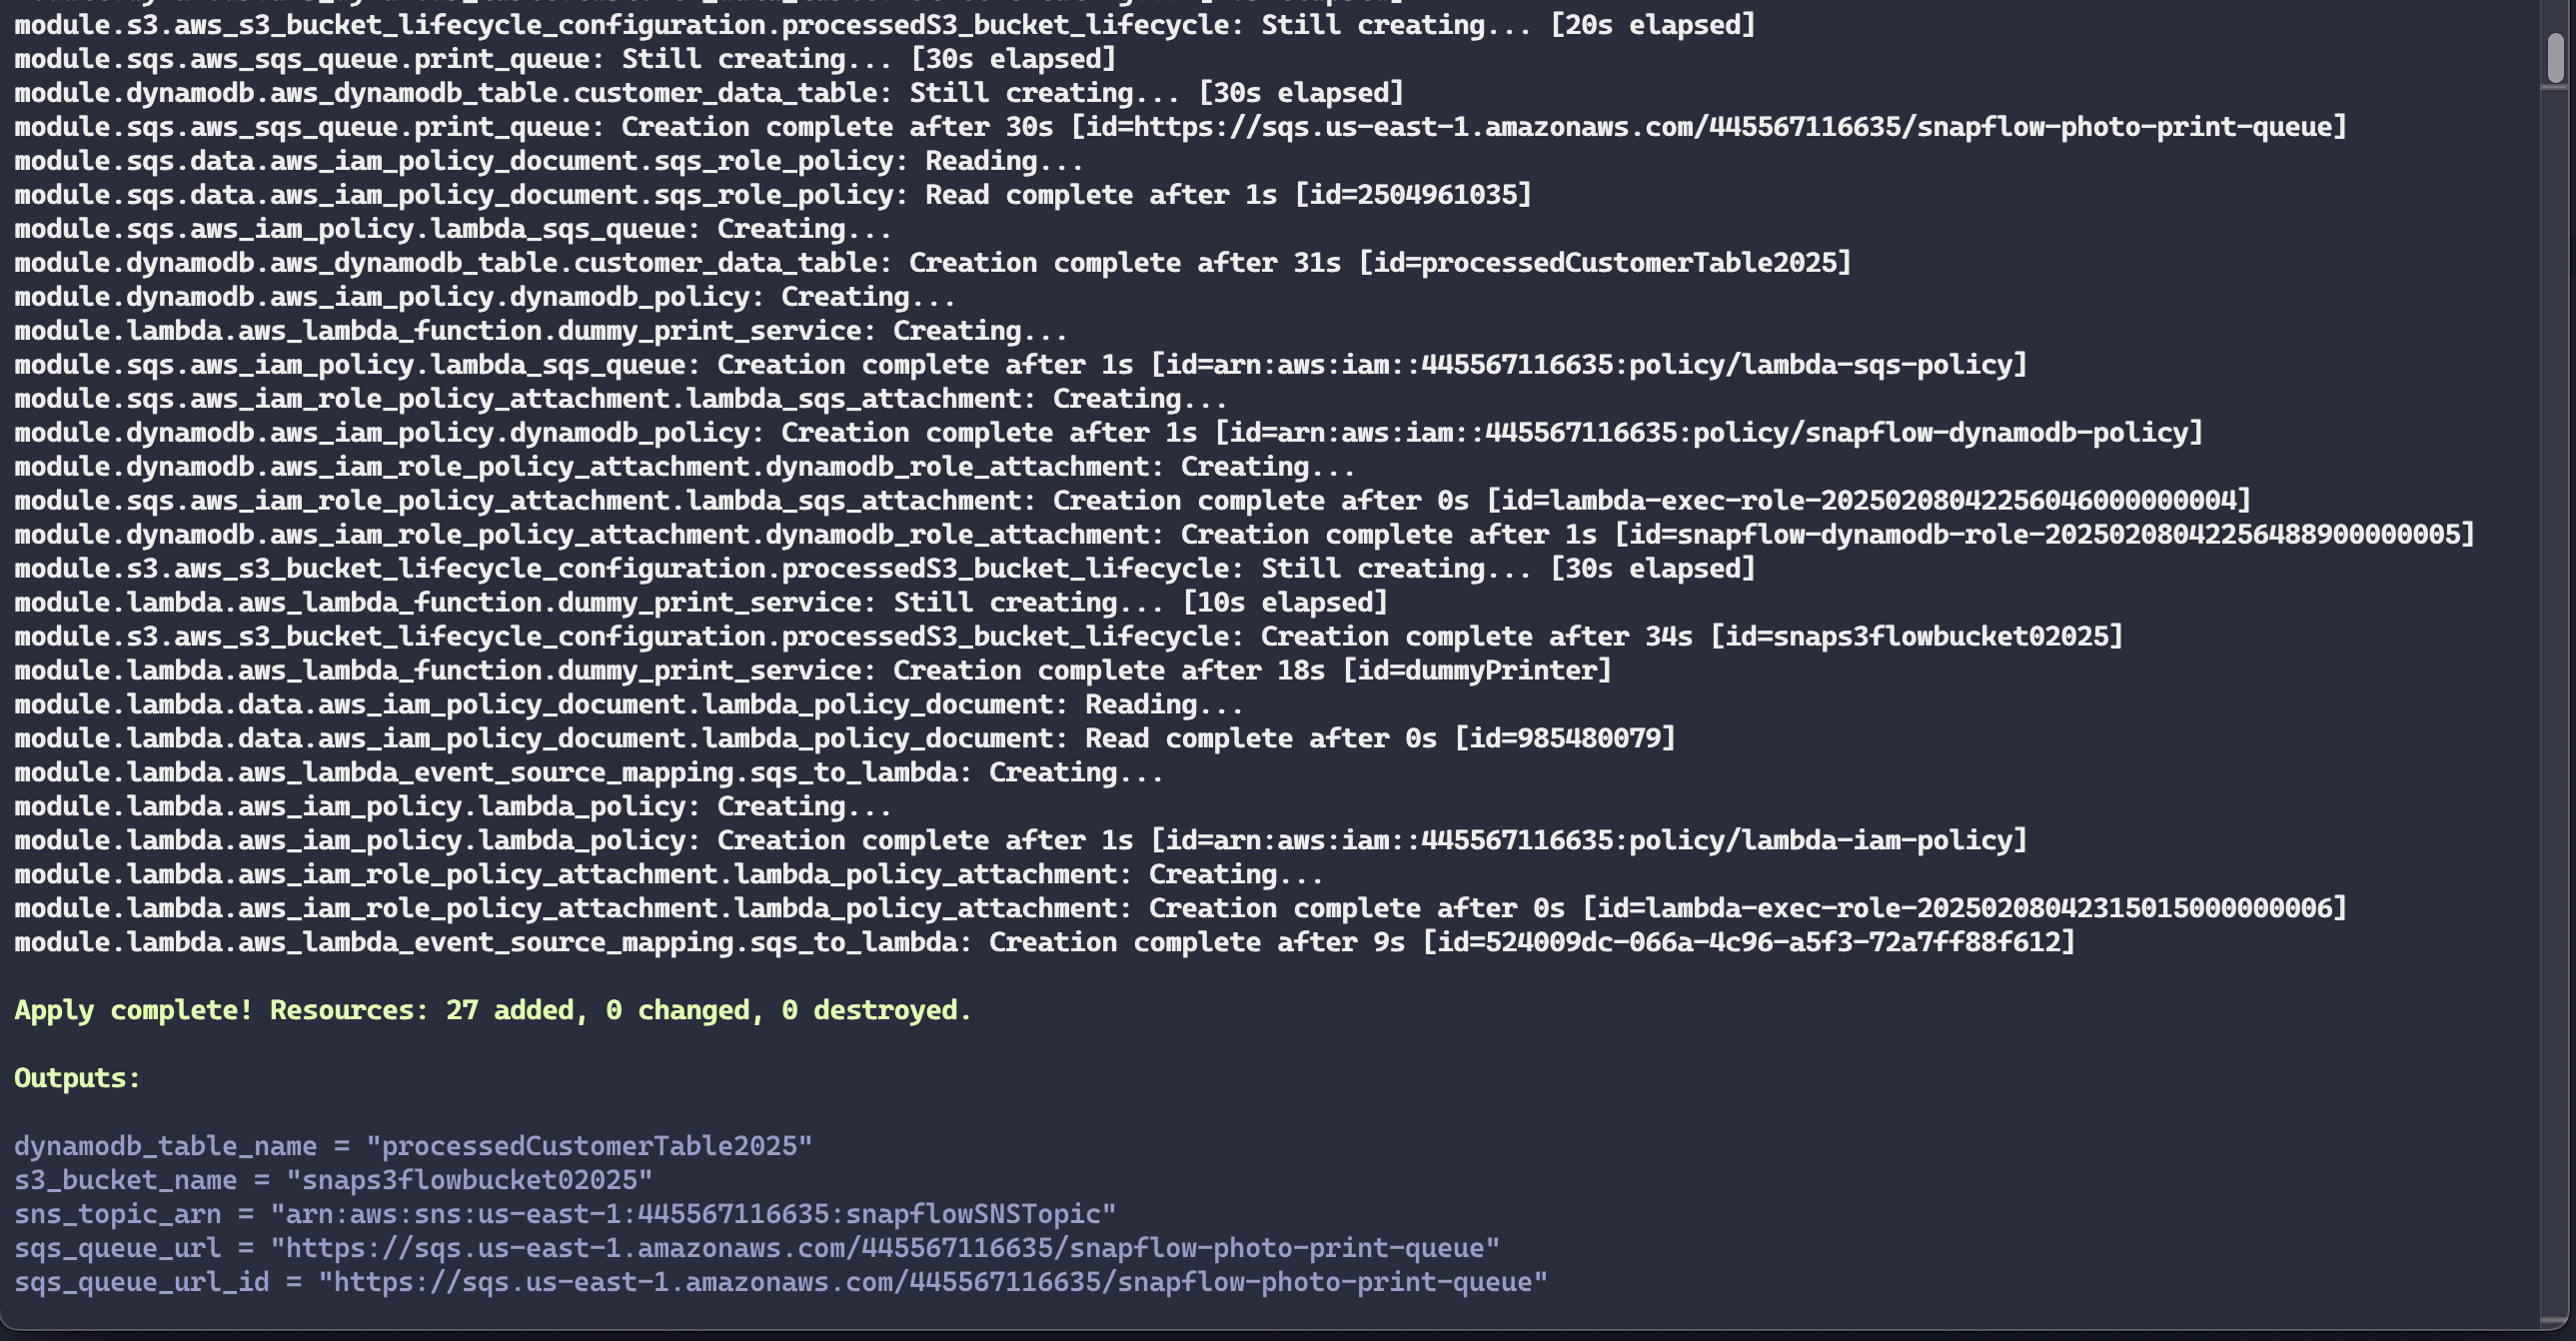 module.s3.aws_s3_bucket_lifecycle_configuration.processedS3_bucket_lifecycle: Still creating... [20s elapsed]
module.sqs.aws_sqs_queue.print_queue: Still creating... [30s elapsed]
module.dynamodb.aws_dynamodb_table.customer_data_table: Still creating... [30s elapsed]
module.sqs.aws_sqs_queue.print_queue: Creation complete after 30s [id=https://sqs.us-east-1.amazonaws.com/445567116635/snapflow-photo-print-queue]
module.sqs.data.aws_iam_policy_document.sqs_role_policy: Reading...
module.sqs.data.aws_iam_policy_document.sqs_role_policy: Read complete after 1s [id=2504961035]
module.sqs.aws_iam_policy.lambda_sqs_queue: Creating...
module.dynamodb.aws_dynamodb_table.customer_data_table: Creation complete after 31s [id=processedCustomerTable2025]
module.dynamodb.aws_iam_policy.dynamodb_policy: Creating...
module.lambda.aws_lambda_function.dummy_print_service: Creating...
module.sqs.aws_iam_policy.lambda_sqs_queue: Creation complete after 1s [id=arn:aws:iam::445567116635:policy/lambda-sqs-policy]
module.sqs.aws_iam_role_policy_attachment.lambda_sqs_attachment: Creating...
module.dynamodb.aws_iam_policy.dynamodb_policy: Creation complete after 1s [id=arn:aws:iam::445567116635:policy/snapflow-dynamodb-policy]
module.dynamodb.aws_iam_role_policy_attachment.dynamodb_role_attachment: Creating...
module.sqs.aws_iam_role_policy_attachment.lambda_sqs_attachment: Creation complete after 0s [id=lambda-exec-role-20250208042256046000000004]
module.dynamodb.aws_iam_role_policy_attachment.dynamodb_role_attachment: Creation complete after 1s [id=snapflow-dynamodb-role-20250208042256488900000005]
module.s3.aws_s3_bucket_lifecycle_configuration.processedS3_bucket_lifecycle: Still creating... [30s elapsed]
module.lambda.aws_lambda_function.dummy_print_service: Still creating... [10s elapsed]
module.s3.aws_s3_bucket_lifecycle_configuration.processedS3_bucket_lifecycle: Creation complete after 34s [id=snaps3flowbucket02025]
module.lambda.aws_lambda_function.dummy_print_service: Creation complete after 18s [id=dummyPrinter]
module.lambda.data.aws_iam_policy_document.lambda_policy_document: Reading...
module.lambda.data.aws_iam_policy_document.lambda_policy_document: Read complete after 0s [id=985480079]
module.lambda.aws_lambda_event_source_mapping.sqs_to_lambda: Creating...
module.lambda.aws_iam_policy.lambda_policy: Creating...
module.lambda.aws_iam_policy.lambda_policy: Creation complete after 1s [id=arn:aws:iam::445567116635:policy/lambda-iam-policy]
module.lambda.aws_iam_role_policy_attachment.lambda_policy_attachment: Creating...
module.lambda.aws_iam_role_policy_attachment.lambda_policy_attachment: Creation complete after 0s [id=lambda-exec-role-20250208042315015000000006]
module.lambda.aws_lambda_event_source_mapping.sqs_to_lambda: Creation complete after 9s [id=524009dc-066a-4c96-a5f3-72a7ff88f612]
Apply complete! Resources: 27 added, 0 changed, 0 destroyed.
Outputs:
dynamodb_table_name = "processedCustomerTable2025"
s3_bucket_name = "snaps3flowbucket02025"
sns_topic_arn = "arn:aws:sns:us-east-1:445567116635:snapflowSNSTopic"
sqs_queue_url = "https://sqs.us-east-1.amazonaws.com/445567116635/snapflow-photo-print-queue"
sqs_queue_url_id = "https://sqs.us-east-1.amazonaws.com/445567116635/snapflow-photo-print-queue"